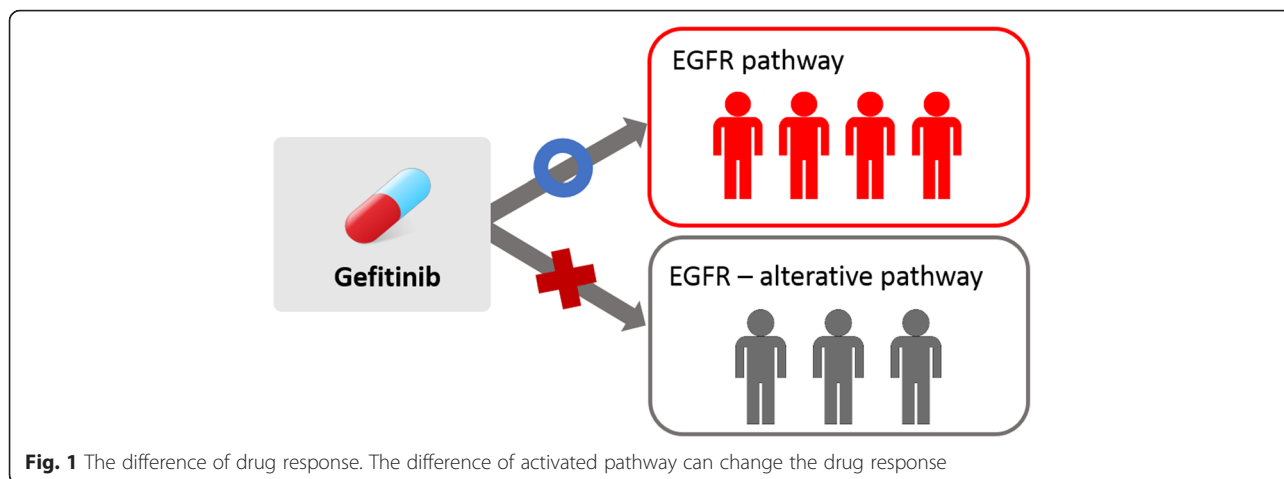 EGFR pathway
Gefitinib
EGFR – alterative pathway
Fig. 1 The difference of drug response. The difference of activated pathway can change the drug response